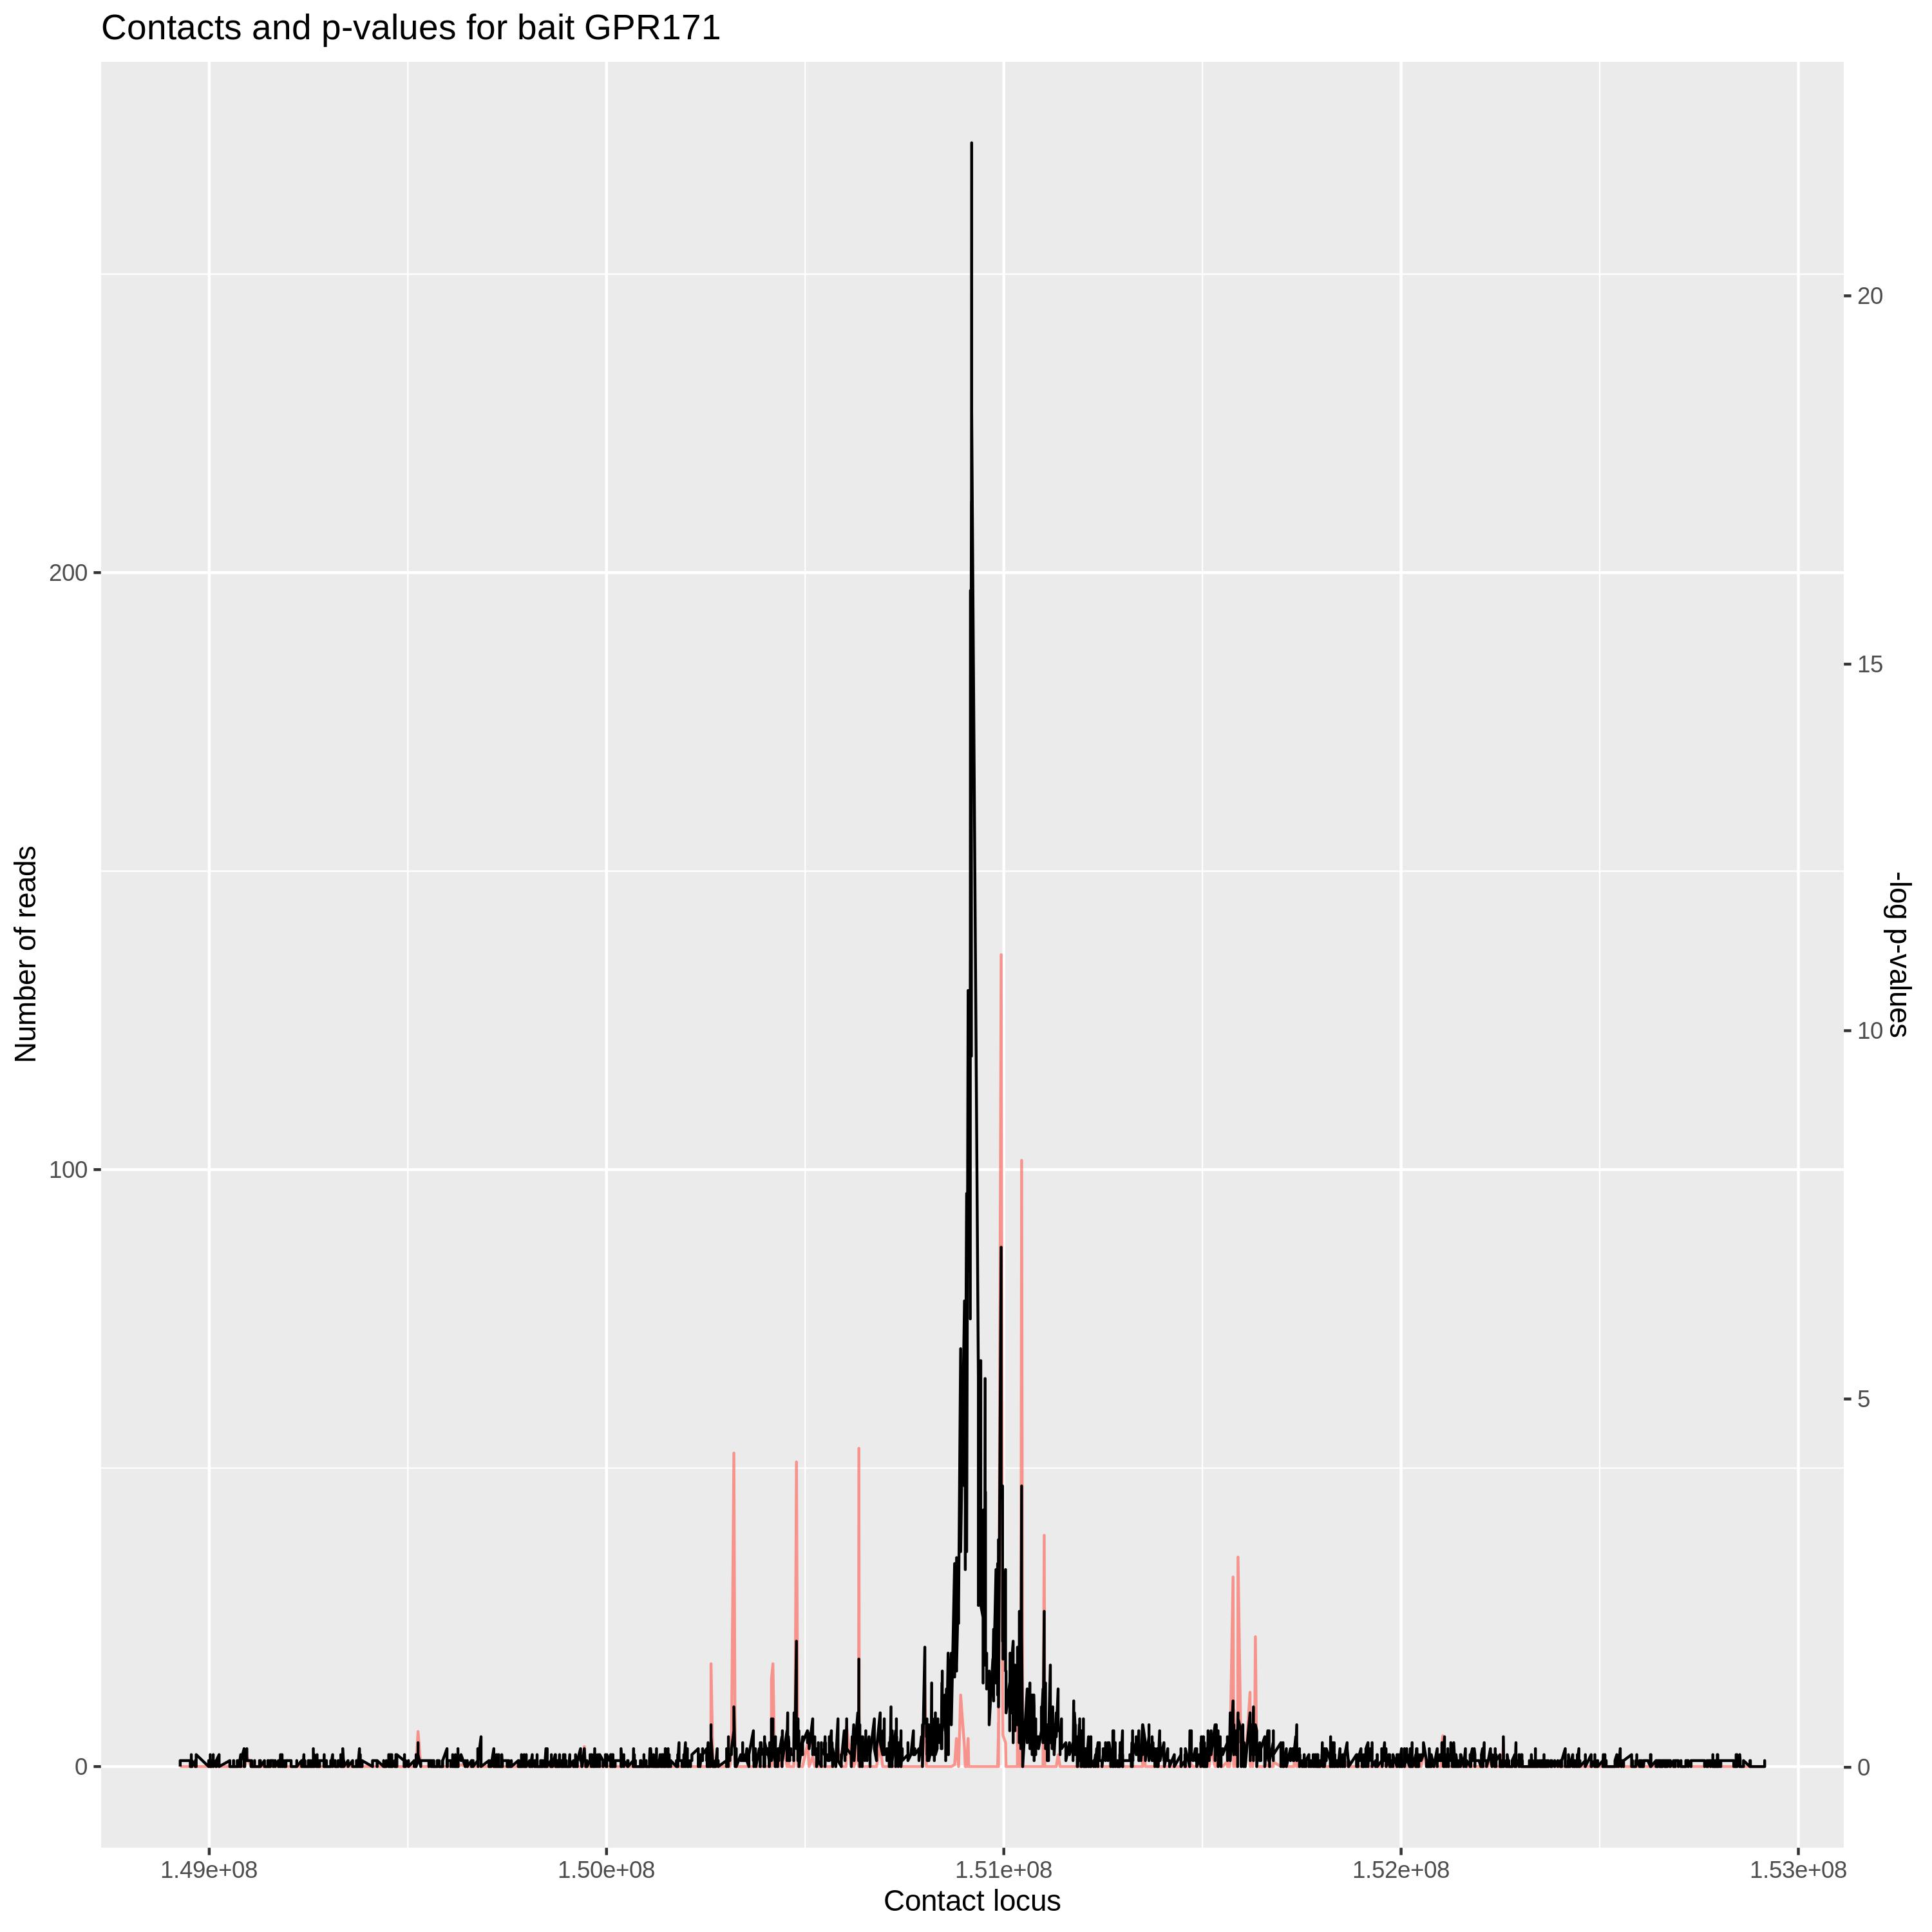 Contacts and p-values for bait GPR171
Number of reads
200
100
0
20
15
10
5
0
-log p-values
1.49e+08 1.50e+08 1.51e+08 1.52e+08 1.53e+08
Contact locus